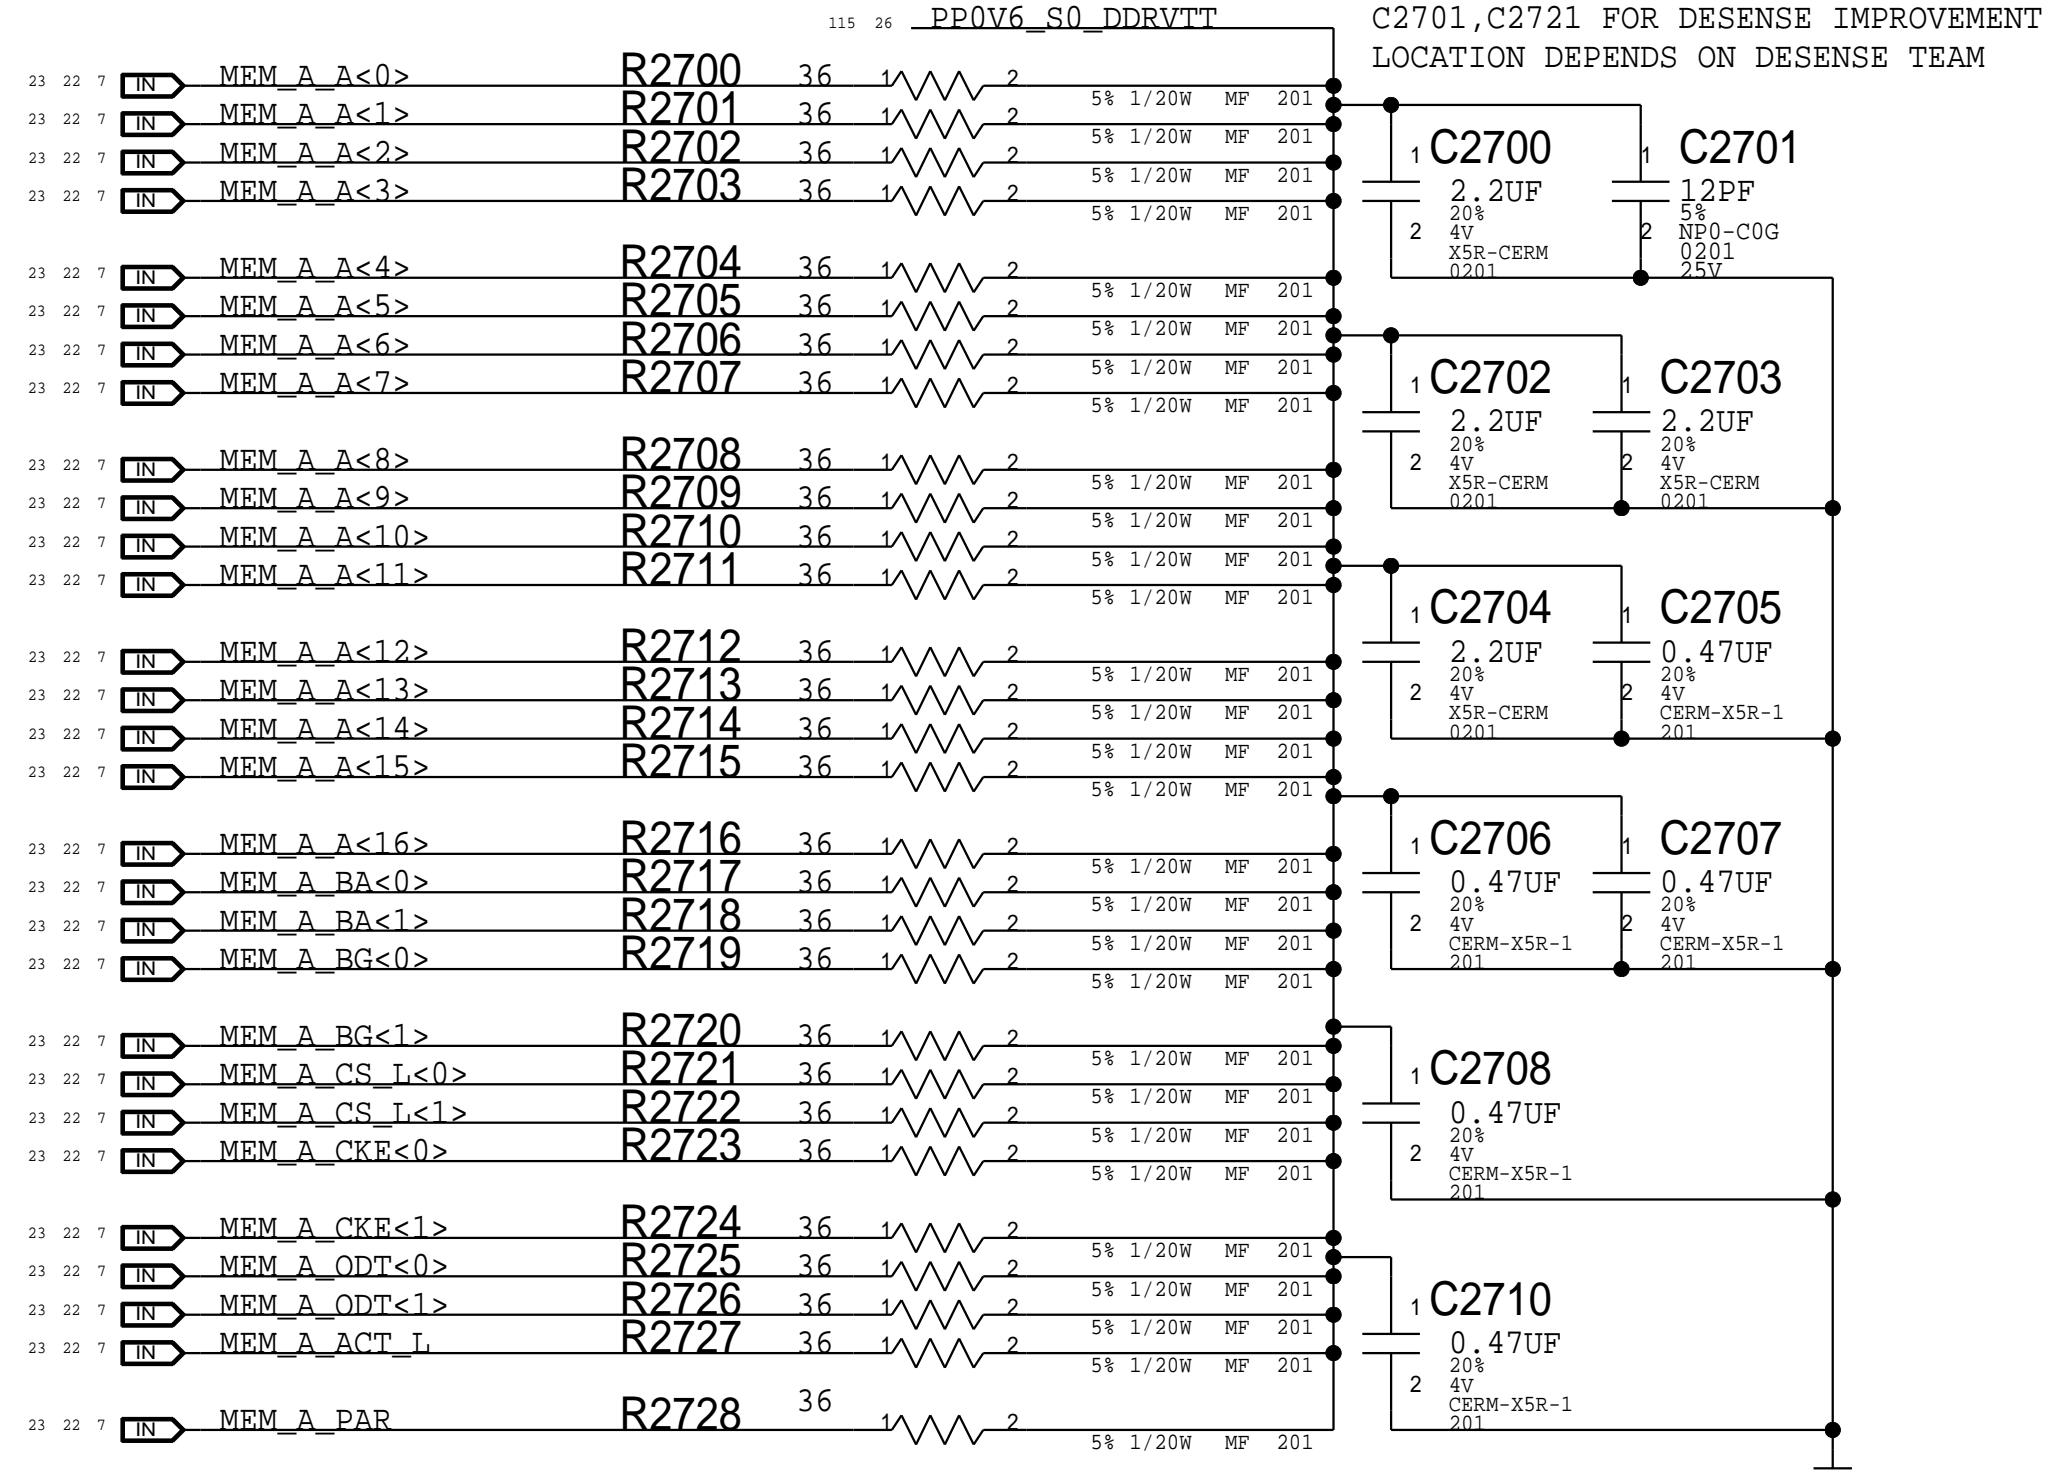 115 26 PP0V6_S0_DDRVTT
C2701,C2721 FOR DESENSE IMPROVEMENT
LOCATION DEPENDS ON DESENSE TEAM
23 22 7 IN MEM_A_A<0> R2700 36 1 2 5% 1/20W MF 201
23 22 7 IN MEM_A_A<1> R2701 36 1 2 5% 1/20W MF 201
23 22 7 IN MEM_A_A<2> R2702 36 1 2 5% 1/20W MF 201
23 22 7 IN MEM_A_A<3> R2703 36 1 2 5% 1/20W MF 201
23 22 7 IN MEM_A_A<4> R2704 36 1 2 5% 1/20W MF 201
23 22 7 IN MEM_A_A<5> R2705 36 1 2 5% 1/20W MF 201
23 22 7 IN MEM_A_A<6> R2706 36 1 2 5% 1/20W MF 201
23 22 7 IN MEM_A_A<7> R2707 36 1 2 5% 1/20W MF 201
23 22 7 IN MEM_A_A<8> R2708 36 1 2 5% 1/20W MF 201
23 22 7 IN MEM_A_A<9> R2709 36 1 2 5% 1/20W MF 201
23 22 7 IN MEM_A_A<10> R2710 36 1 2 5% 1/20W MF 201
23 22 7 IN MEM_A_A<11> R2711 36 1 2 5% 1/20W MF 201
23 22 7 IN MEM_A_A<12> R2712 36 1 2 5% 1/20W MF 201
23 22 7 IN MEM_A_A<13> R2713 36 1 2 5% 1/20W MF 201
23 22 7 IN MEM_A_A<14> R2714 36 1 2 5% 1/20W MF 201
23 22 7 IN MEM_A_A<15> R2715 36 1 2 5% 1/20W MF 201
23 22 7 IN MEM_A_A<16> R2716 36 1 2 5% 1/20W MF 201
23 22 7 IN MEM_A_BA<0> R2717 36 1 2 5% 1/20W MF 201
23 22 7 IN MEM_A_BA<1> R2718 36 1 2 5% 1/20W MF 201
23 22 7 IN MEM_A_BG<0> R2719 36 1 2 5% 1/20W MF 201
23 22 7 IN MEM_A_BG<1> R2720 36 1 2 5% 1/20W MF 201
23 22 7 IN MEM_A_CS_L<0> R2721 36 1 2 5% 1/20W MF 201
23 22 7 IN MEM_A_CS_L<1> R2722 36 1 2 5% 1/20W MF 201
23 22 7 IN MEM_A_CKE<0> R2723 36 1 2 5% 1/20W MF 201
23 22 7 IN MEM_A_CKE<1> R2724 36 1 2 5% 1/20W MF 201
23 22 7 IN MEM_A_ODT<0> R2725 36 1 2 5% 1/20W MF 201
23 22 7 IN MEM_A_ODT<1> R2726 36 1 2 5% 1/20W MF 201
23 22 7 IN MEM_A_ACT_L R2727 36 1 2 5% 1/20W MF 201
23 22 7 IN MEM_A_PAR R2728 36 1 2 5% 1/20W MF 201
1 C2700
2.2UF
20%
2 4V
X5R-CERM
0201
1 C2701
12PF
5%
2 NP0-C0G
0201
25V
1 C2702
2.2UF
20%
2 4V
X5R-CERM
0201
1 C2703
2.2UF
20%
2 4V
X5R-CERM
0201
1 C2704
2.2UF
20%
2 4V
X5R-CERM
0201
1 C2705
0.47UF
20%
2 4V
CERM-X5R-1
201
1 C2706
0.47UF
20%
2 4V
CERM-X5R-1
201
1 C2707
0.47UF
20%
2 4V
CERM-X5R-1
201
1 C2708
0.47UF
20%
2 4V
CERM-X5R-1
201
1 C2710
0.47UF
20%
2 4V
CERM-X5R-1
201